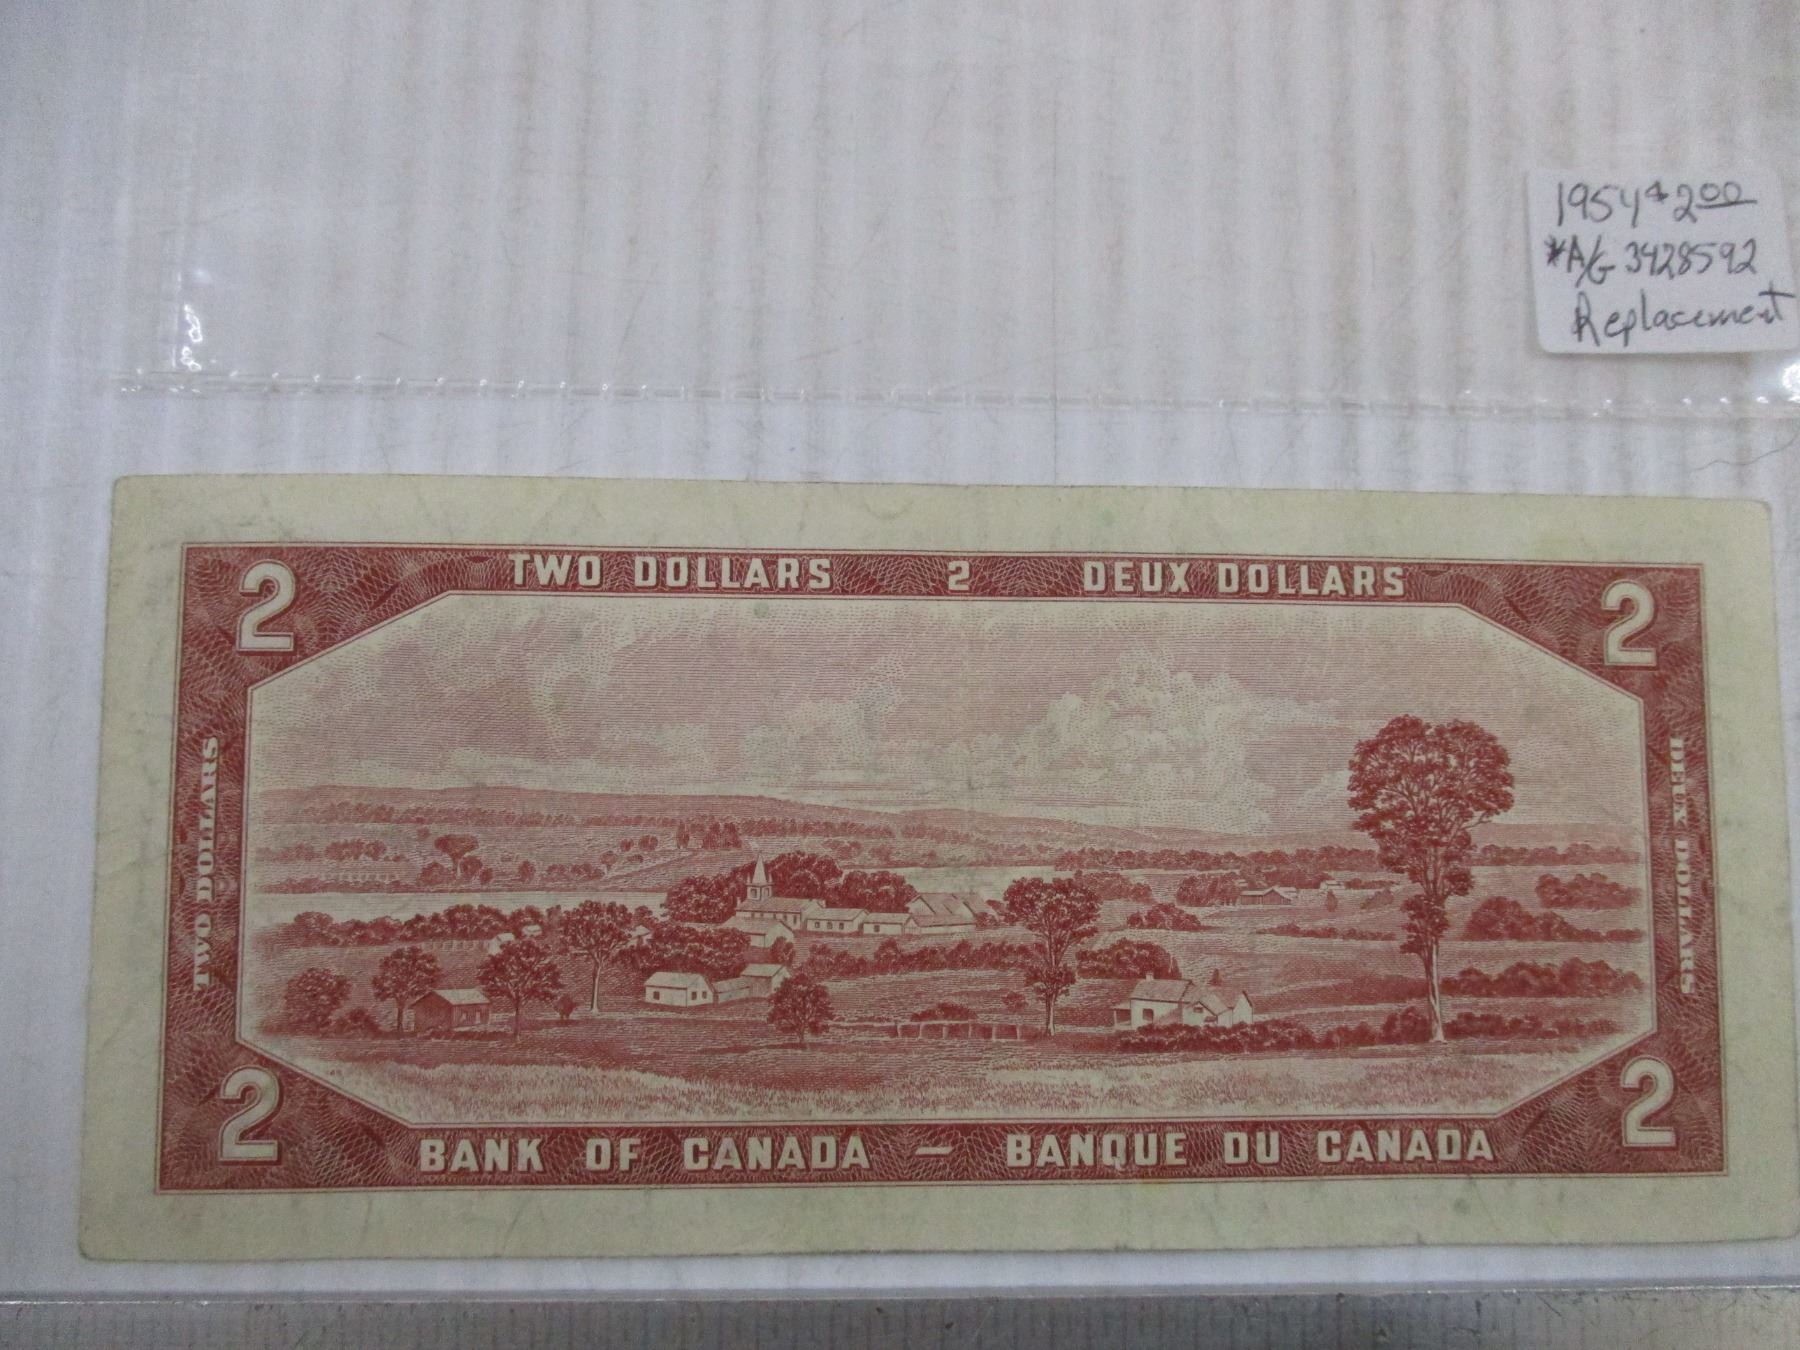 1954 $2.00
*A/G 3428592
Replacement
2 TWO DOLLARS 2 DEUX DOLLARS 2
TWO DOLLARS
DEUX DOLLARS
2 BANK OF CANADA — BANQUE DU CANADA 2